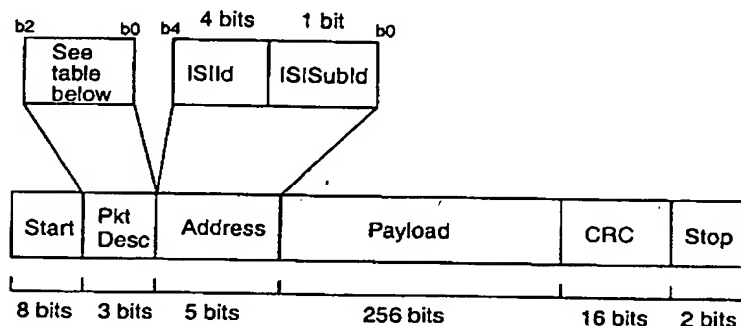 b2 b0 b4 4 bits 1 bit b0
See table below
ISIId ISISubId
Start Pkt Desc Address Payload CRC Stop
8 bits 3 bits 5 bits 256 bits 16 bits 2 bits